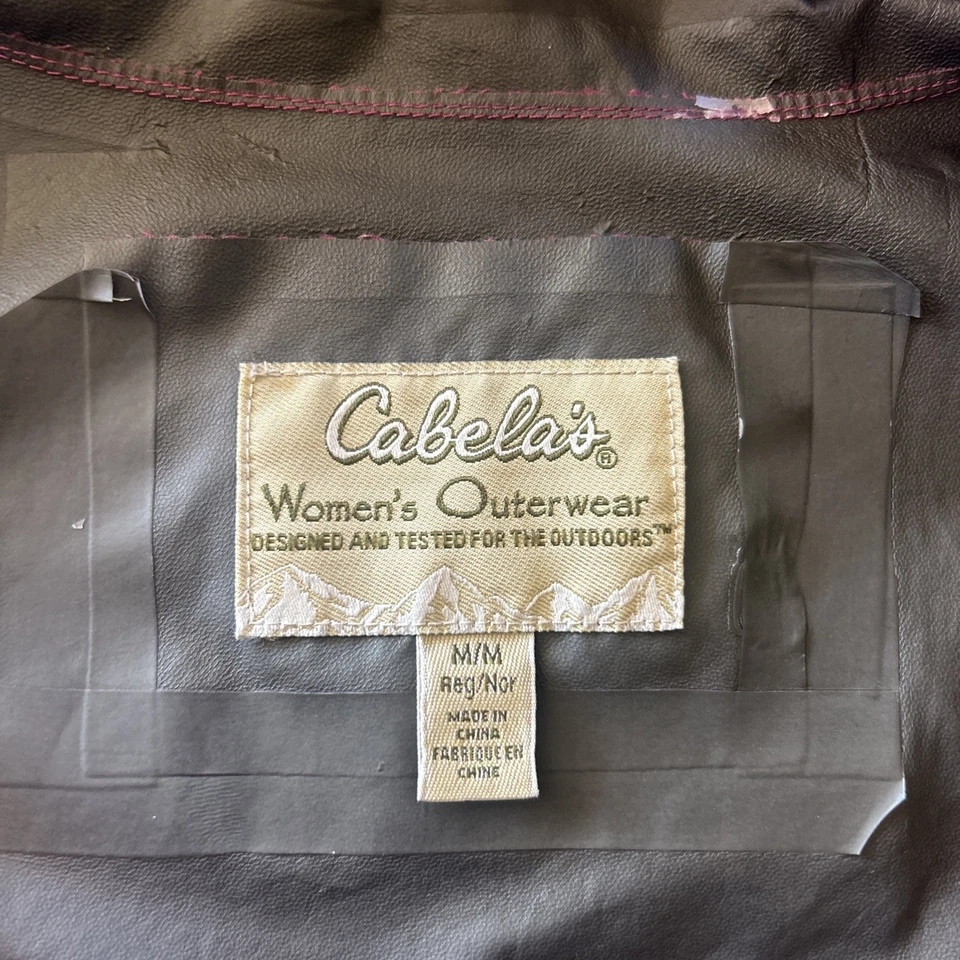 Cabela's®
Women's Outerwear
DESIGNED AND TESTED FOR THE OUTDOORS™
M/M
Reg/Nor
MADE IN
CHINA
FABRIQUE EN
CHINE